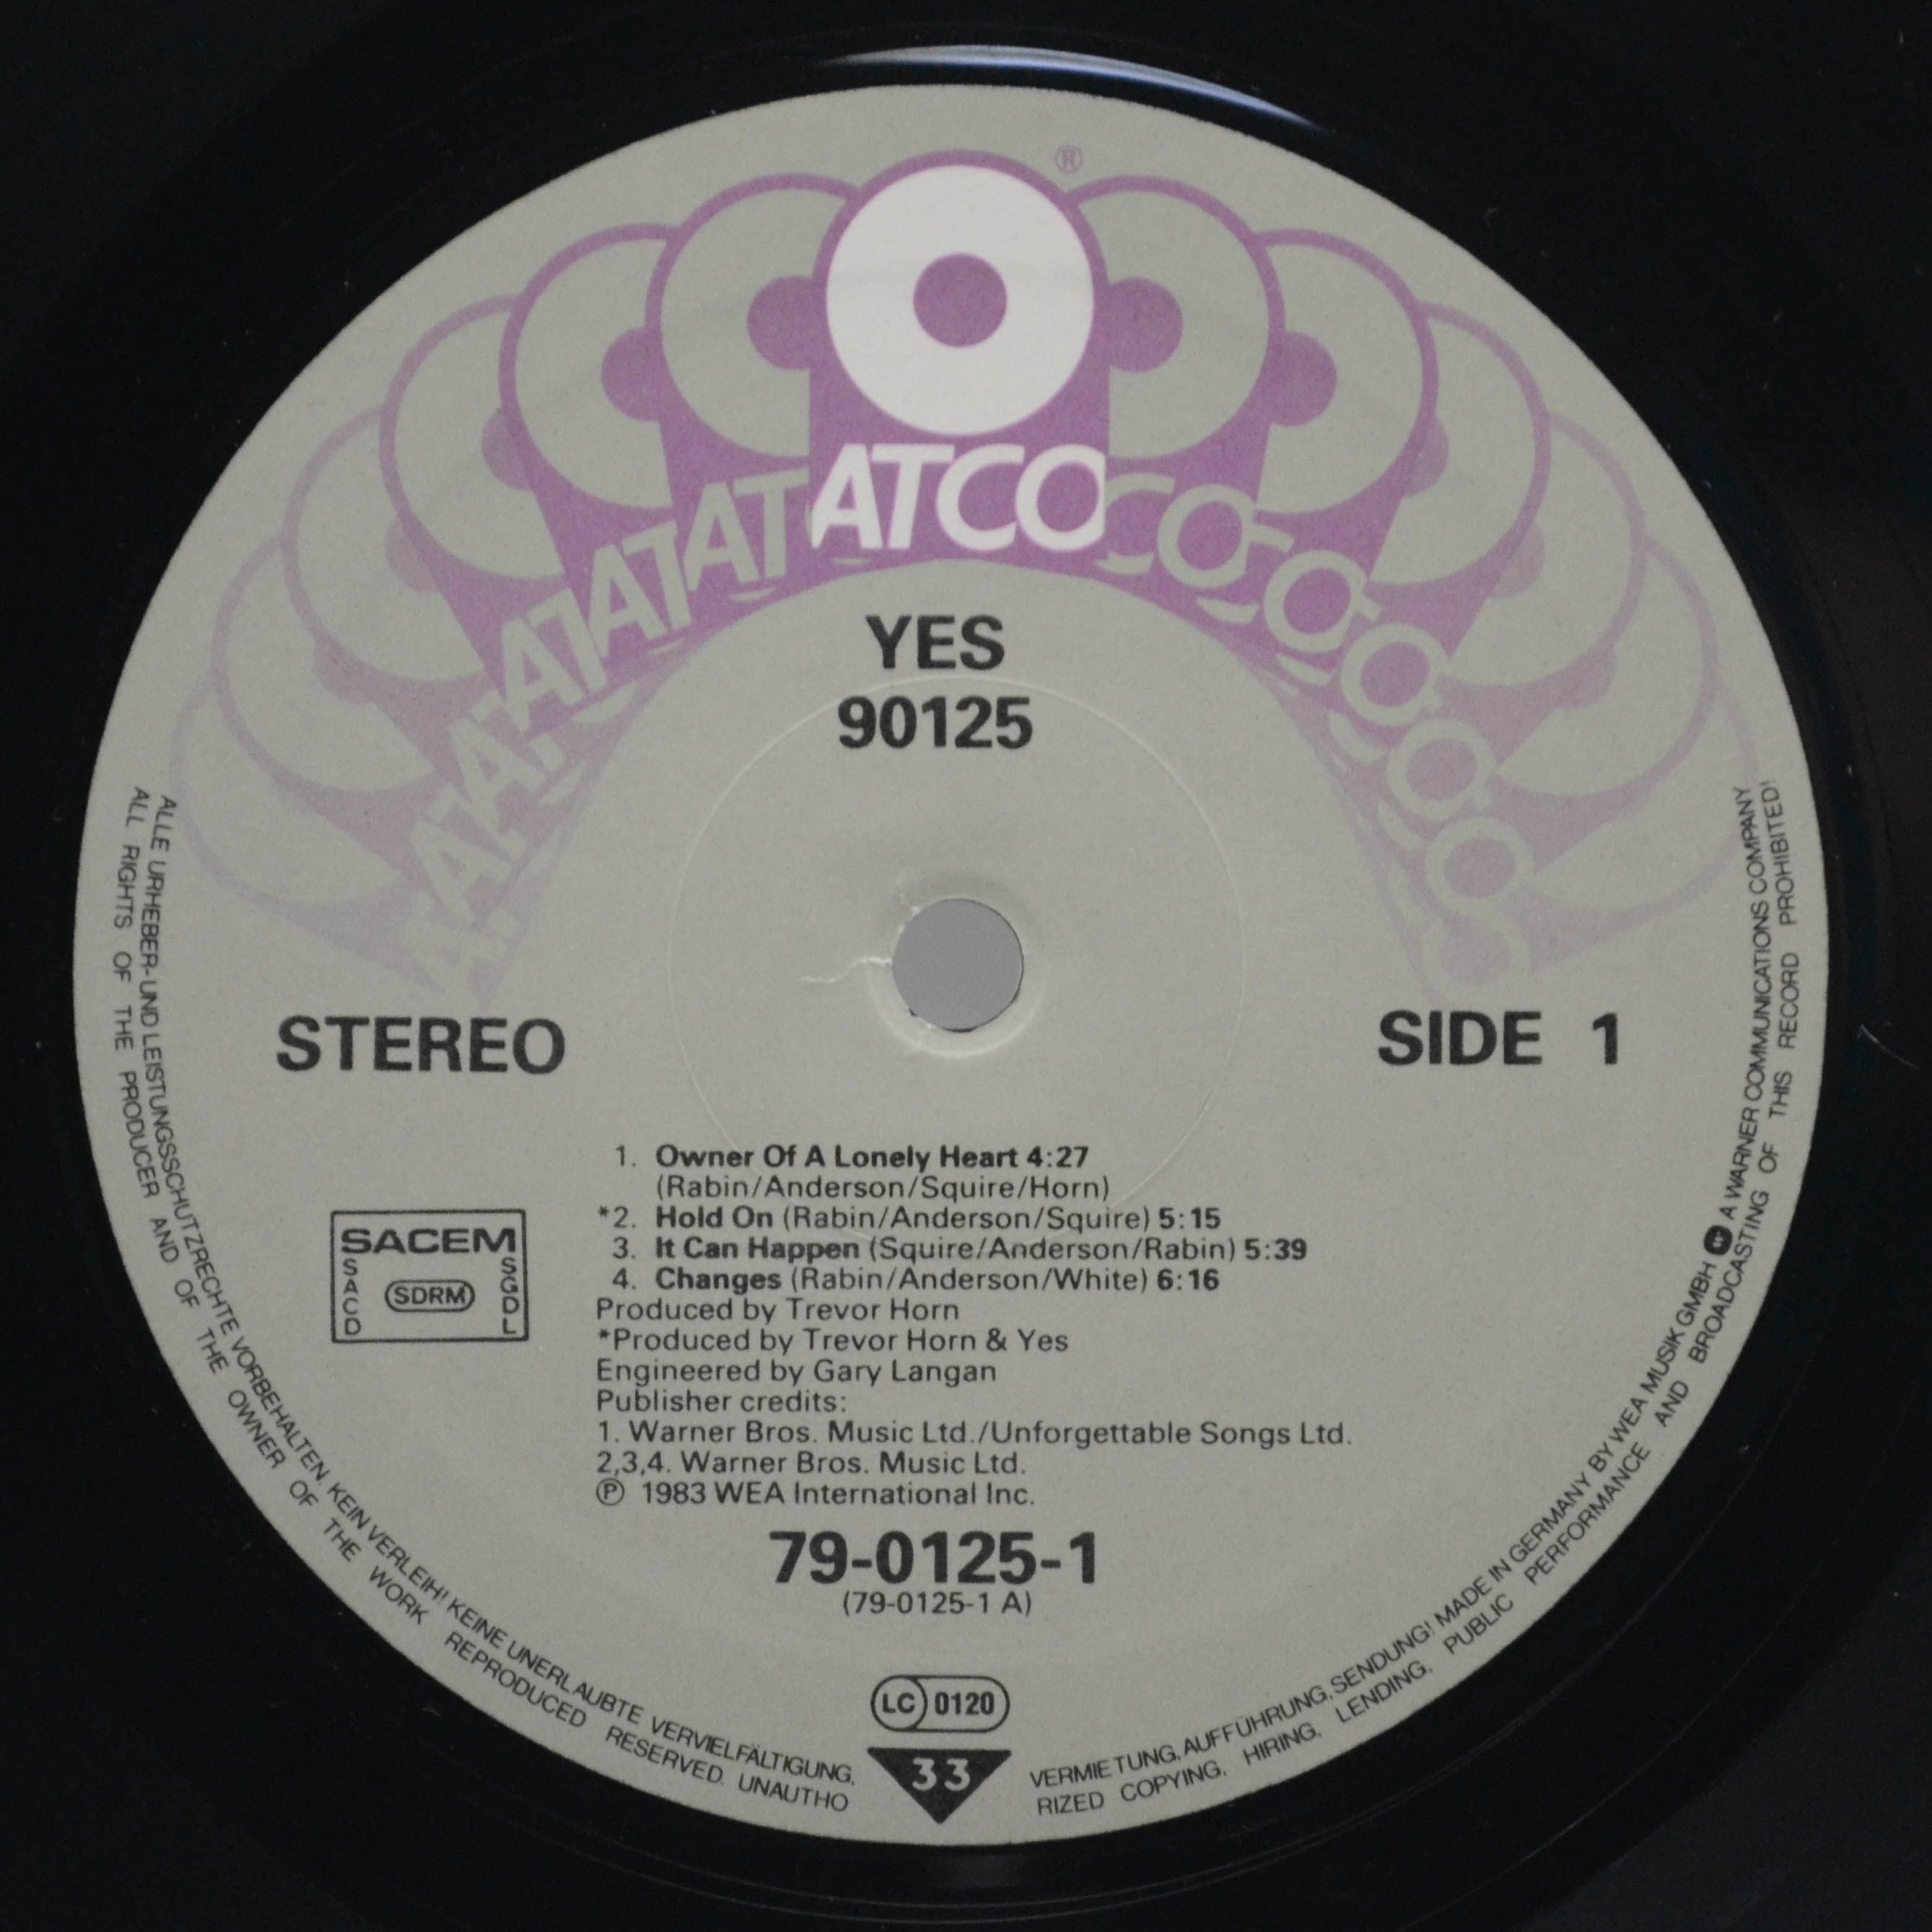 ®
ATCO
YES
90125
STEREO
SIDE 1
1. Owner Of A Lonely Heart 4:27
(Rabin/Anderson/Squire/Horn)
*2. Hold On (Rabin/Anderson/Squire) 5:15
3. It Can Happen (Squire/Anderson/Rabin) 5:39
4. Changes (Rabin/Anderson/White) 6:16
Produced by Trevor Horn
*Produced by Trevor Horn & Yes
Engineered by Gary Langan
Publisher credits:
1. Warner Bros. Music Ltd./Unforgettable Songs Ltd.
2,3,4. Warner Bros. Music Ltd.
℗ 1983 WEA International Inc.
SACEM
SACD
SDRM
SGDL
79-0125-1
(79-0125-1 A)
LC 0120
33
ALLE URHEBER- UND LEISTUNGSSCHUTZRECHTE VORBEHALTEN. KEIN VERLEIH! KEINE UNERLAUBTE VERVIELFÄLTIGUNG, VERMIETUNG, AUFFÜHRUNG, SENDUNG! MADE IN GERMANY BY WEA MUSIK GMBH A WARNER COMMUNICATIONS COMPANY
ALL RIGHTS OF THE PRODUCER AND OF THE OWNER OF THE WORK REPRODUCED RESERVED. UNAUTHORIZED COPYING, HIRING, LENDING, PUBLIC PERFORMANCE AND BROADCASTING OF THIS RECORD PROHIBITED!